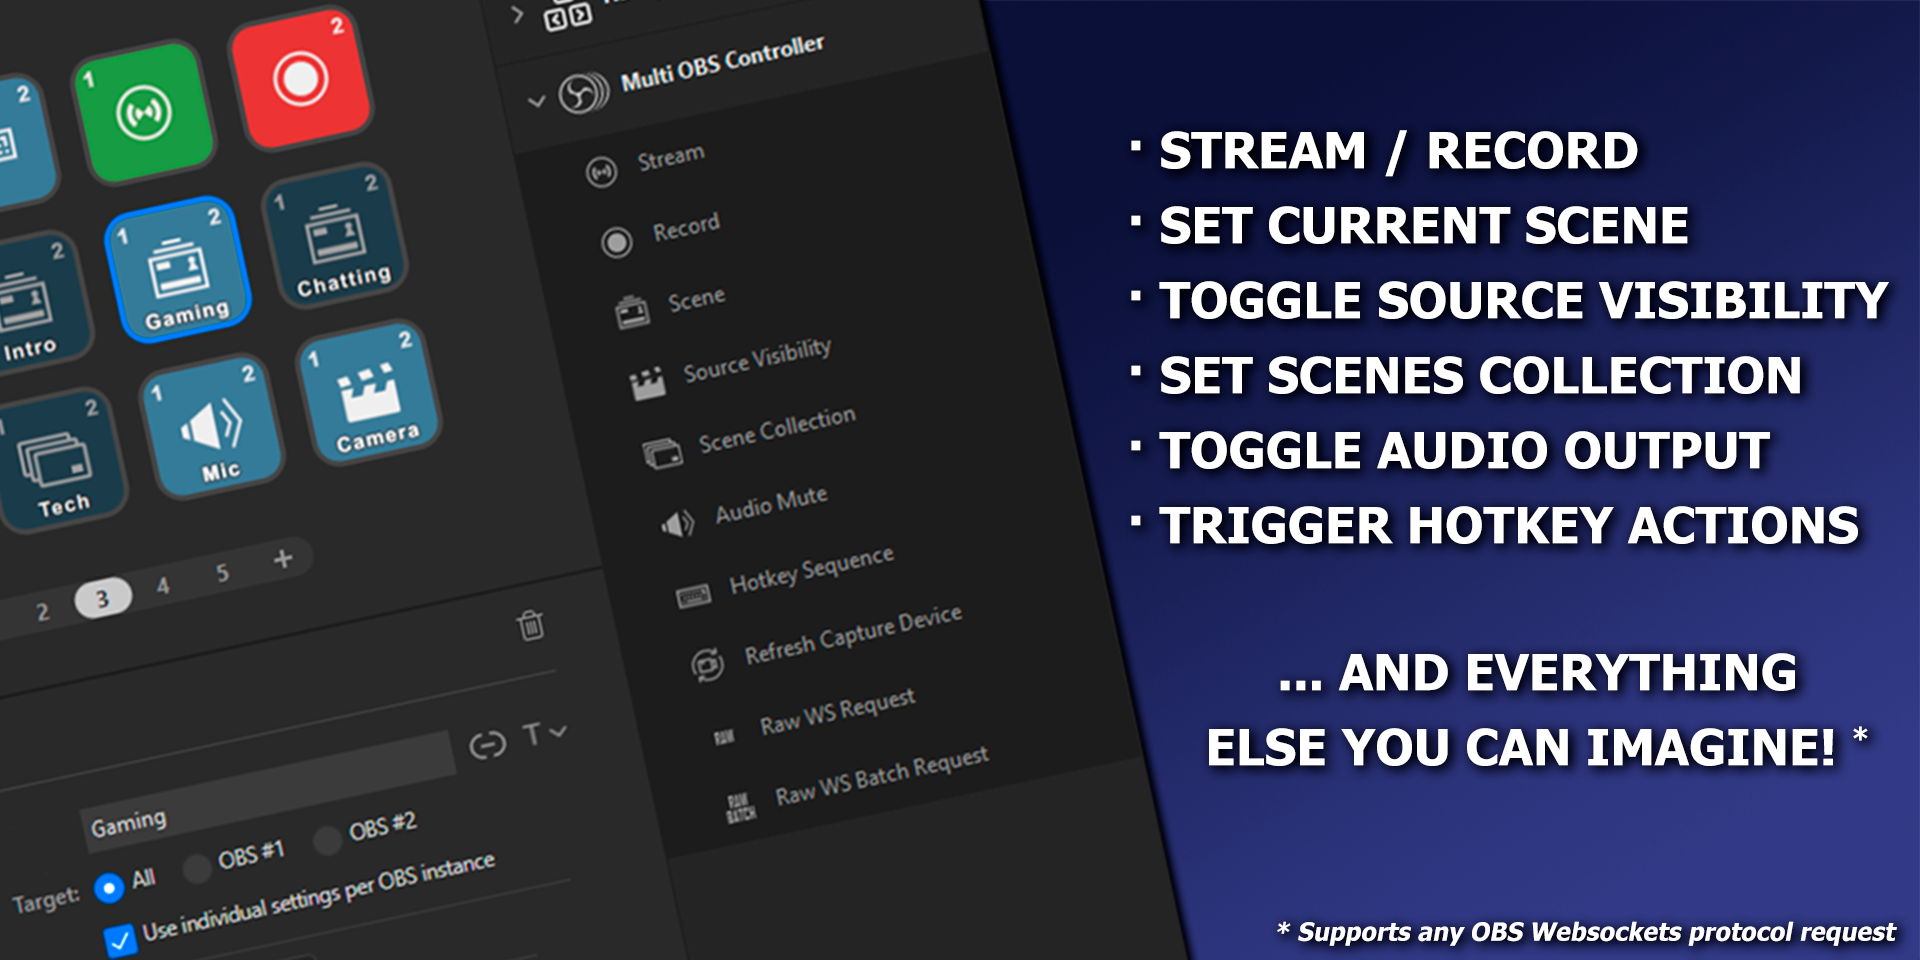 2
1
2
2
1
2
Gaming
1
2
Chatting
Intro
2
Tech
1
2
Mic
1
2
Camera
2
3
4
5
+
Gaming
T
Target:
All
OBS #1
OBS #2
Use individual settings per OBS instance
Multi OBS Controller
Stream
Record
Scene
Source Visibility
Scene Collection
Audio Mute
Hotkey Sequence
Refresh Capture Device
RAW
Raw WS Request
RAW
BATCH
Raw WS Batch Request
· STREAM / RECORD
· SET CURRENT SCENE
· TOGGLE SOURCE VISIBILITY
· SET SCENES COLLECTION
· TOGGLE AUDIO OUTPUT
· TRIGGER HOTKEY ACTIONS
... AND EVERYTHING
ELSE YOU CAN IMAGINE! *
* Supports any OBS Websockets protocol request